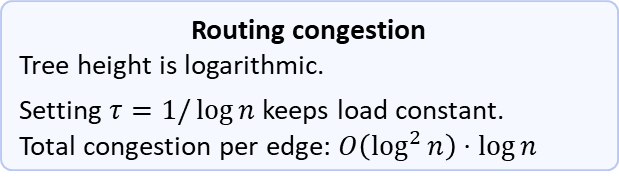 Routing congestion
Tree height is logarithmic.
Setting τ = 1/ log n keeps load constant.
Total congestion per edge: O(log² n) · log n